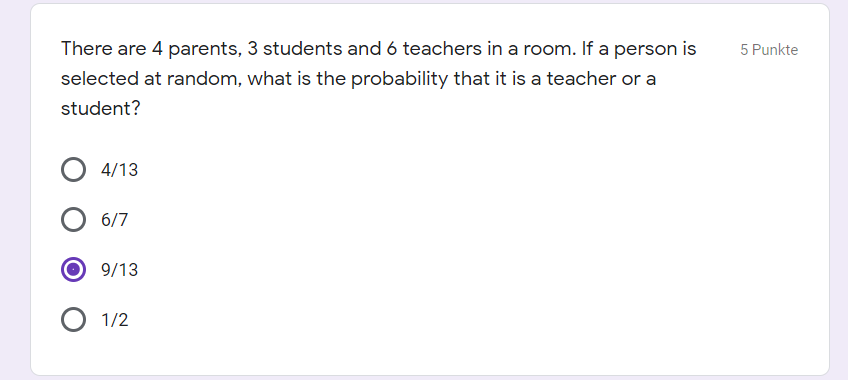 There are 4 parents, 3 students and 6 teachers in a room. If a person is
5 Punkte
selected at random, what is the probability that it is a teacher or a
student?
4/13
6/7
9/13
1/2